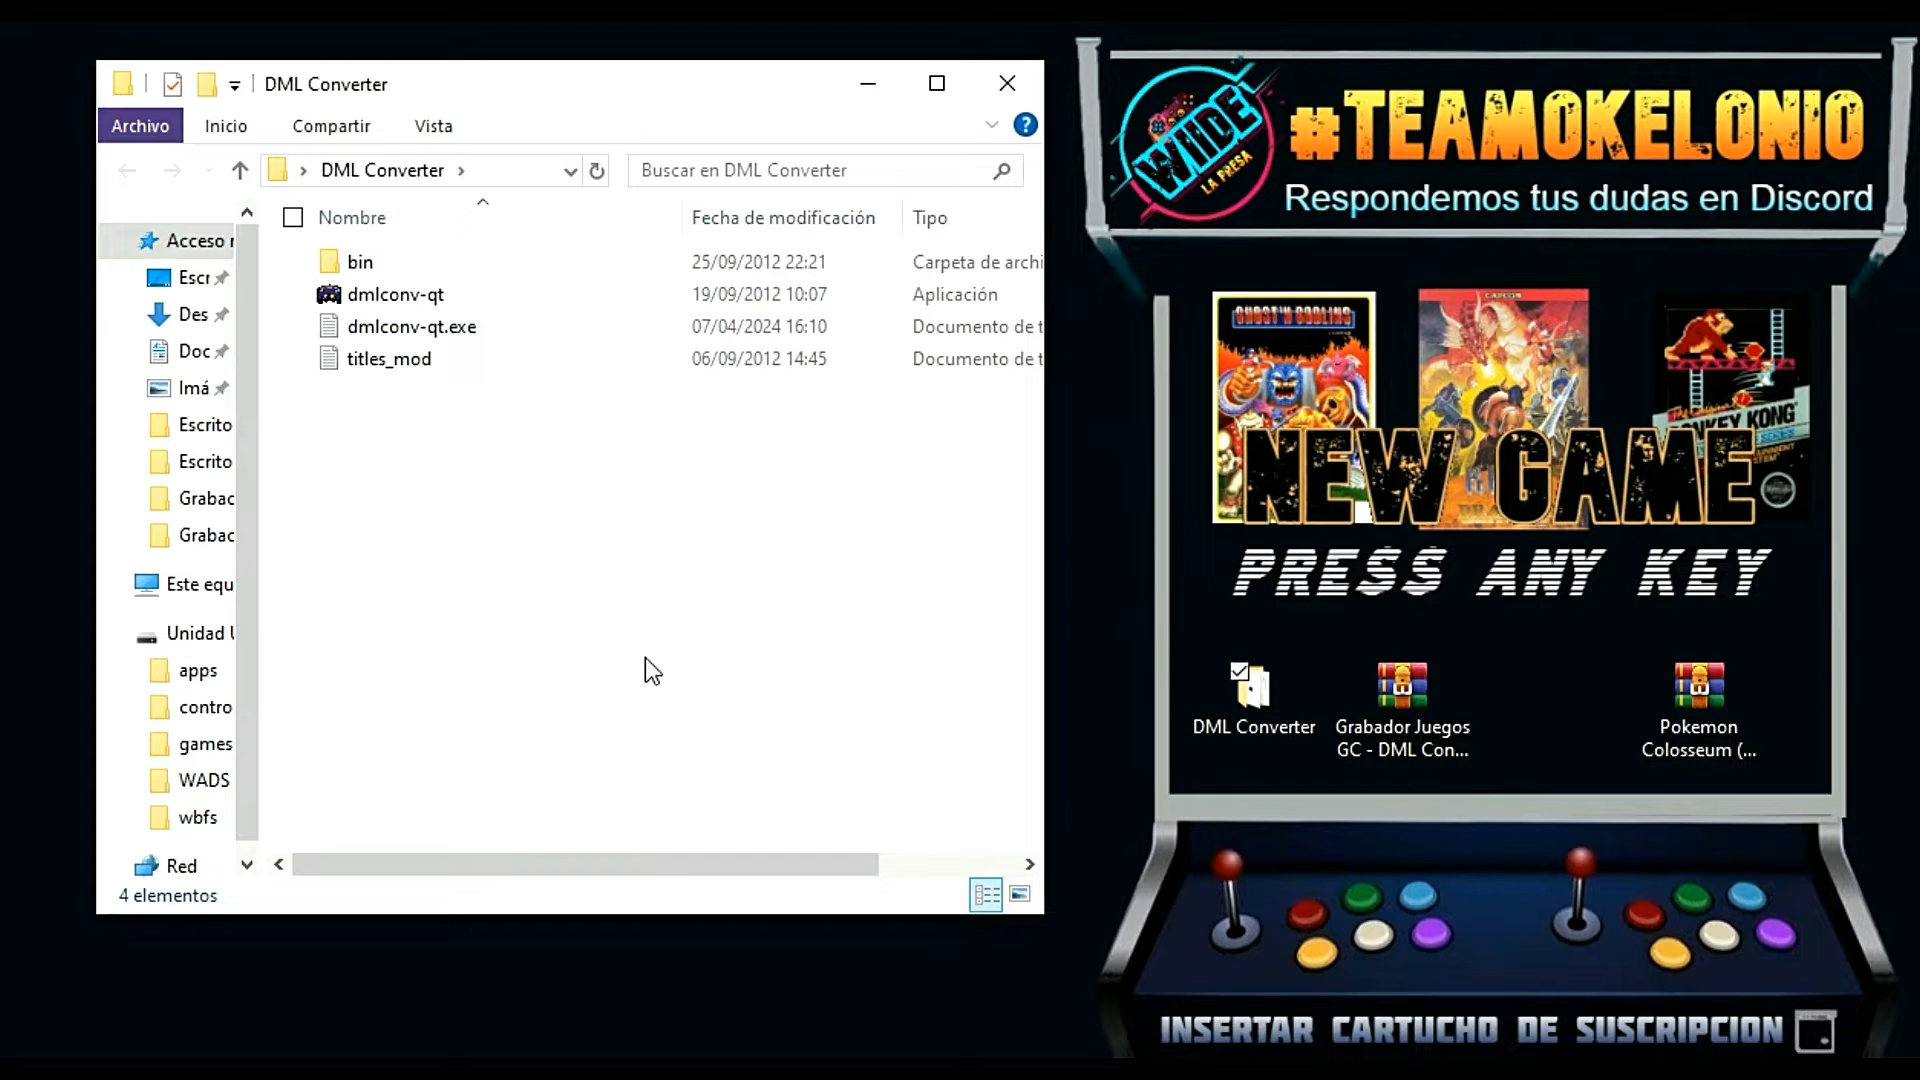 DML Converter
Archivo
Inicio
Compartir
Vista
DML Converter
Buscar en DML Converter
Nombre
Fecha de modificación
Tipo
Acceso r
Escr
Des
Doc
Imá
Escrito
Escrito
Grabac
Grabac
Este equ
Unidad U
apps
contro
games
WADS
wbfs
Red
bin
25/09/2012 22:21
Carpeta de archi
dmlconv-qt
19/09/2012 10:07
Aplicación
dmlconv-qt.exe
07/04/2024 16:10
Documento de t
titles_mod
06/09/2012 14:45
Documento de t
4 elementos
WIIDE
LA PRESA
#TEAMOKELONIO
Respondemos tus dudas en Discord
CAPCOM
NEW GAME
PRESS ANY KEY
DML Converter
Grabador Juegos
GC - DML Con...
Pokemon
Colosseum (...
INSERTAR CARTUCHO DE SUSCRIPCION